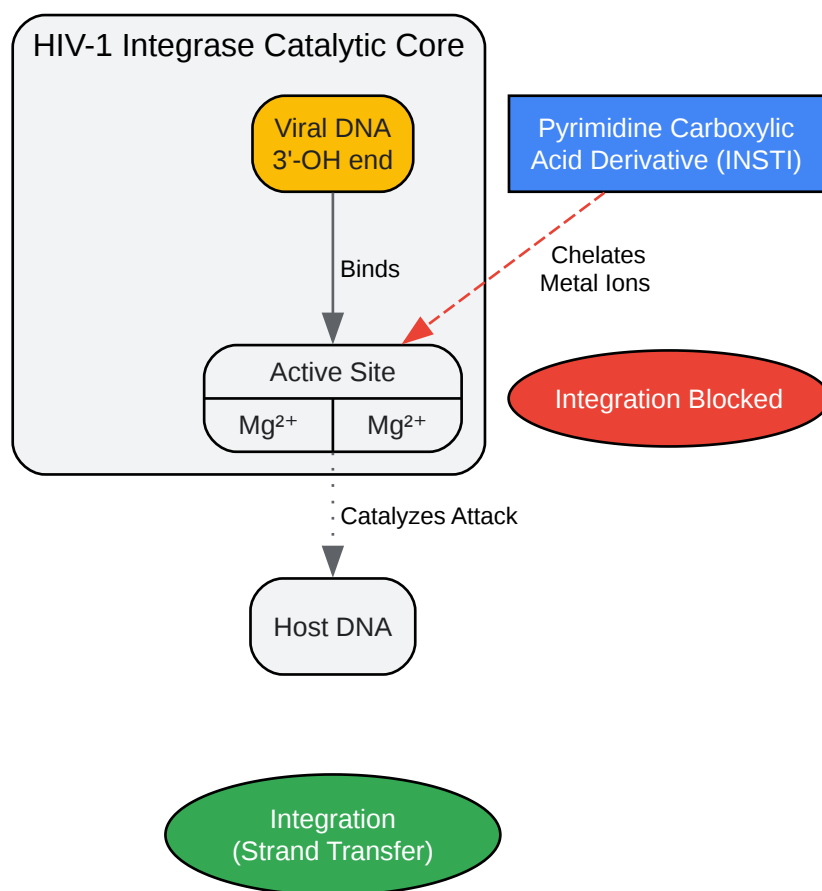 HIV-1 Integrase Catalytic Core
Viral DNA
3'-OH end
Pyrimidine Carboxylic
Acid Derivative (INSTI)
Binds
Chelates
Metal Ions
Active Site
Mg²⁺
Mg²⁺
Integration Blocked
Catalyzes Attack
Host DNA
Integration
(Strand Transfer)